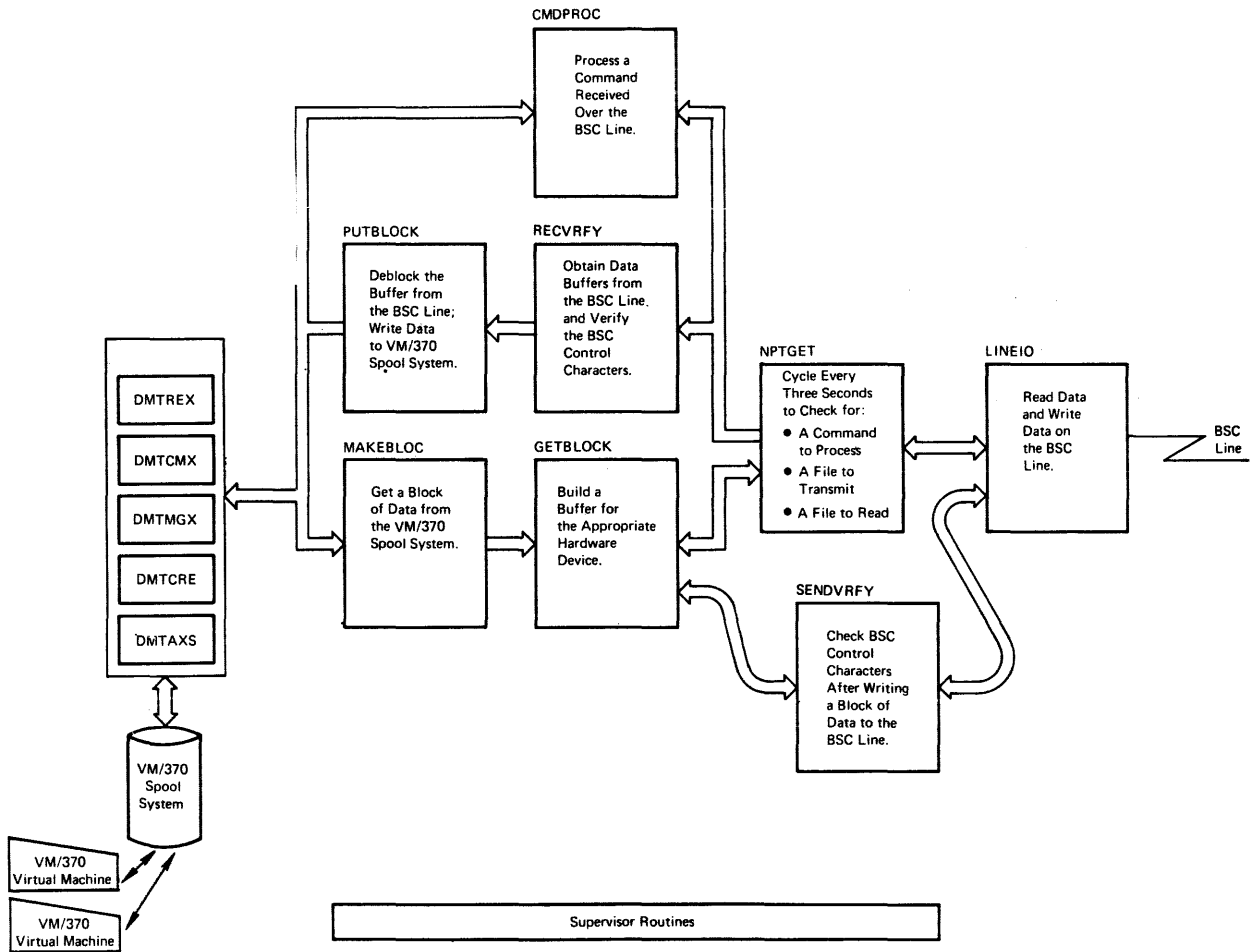 CMDPROC
Process a
Command
Received
Over the
BSC Line.
PUTBLOCK
Deblock the
Buffer from
the BSC Line;
Write Data
to VM/370
Spool System.
RECVRFY
Obtain Data
Buffers from
the BSC Line.
and Verify
the BSC
Control
Characters.
NPTGET
Cycle Every
Three Seconds
to Check for:
• A Command
to Process
• A File to
Transmit
• A File to Read
LINEIO
Read Data
and Write
Data on
the BSC
Line.
BSC
Line
DMTREX
DMTCMX
DMTMGX
DMTCRE
DMTAXS
MAKEBLOC
Get a Block
of Data from
the VM/370
Spool System.
GETBLOCK
Build a
Buffer for
the Appropriate
Hardware
Device.
SENDVRFY
Check BSC
Control
Characters
After Writing
a Block of
Data to the
BSC Line.
VM/370
Spool
System
VM/370
Virtual Machine
VM/370
Virtual Machine
Supervisor Routines